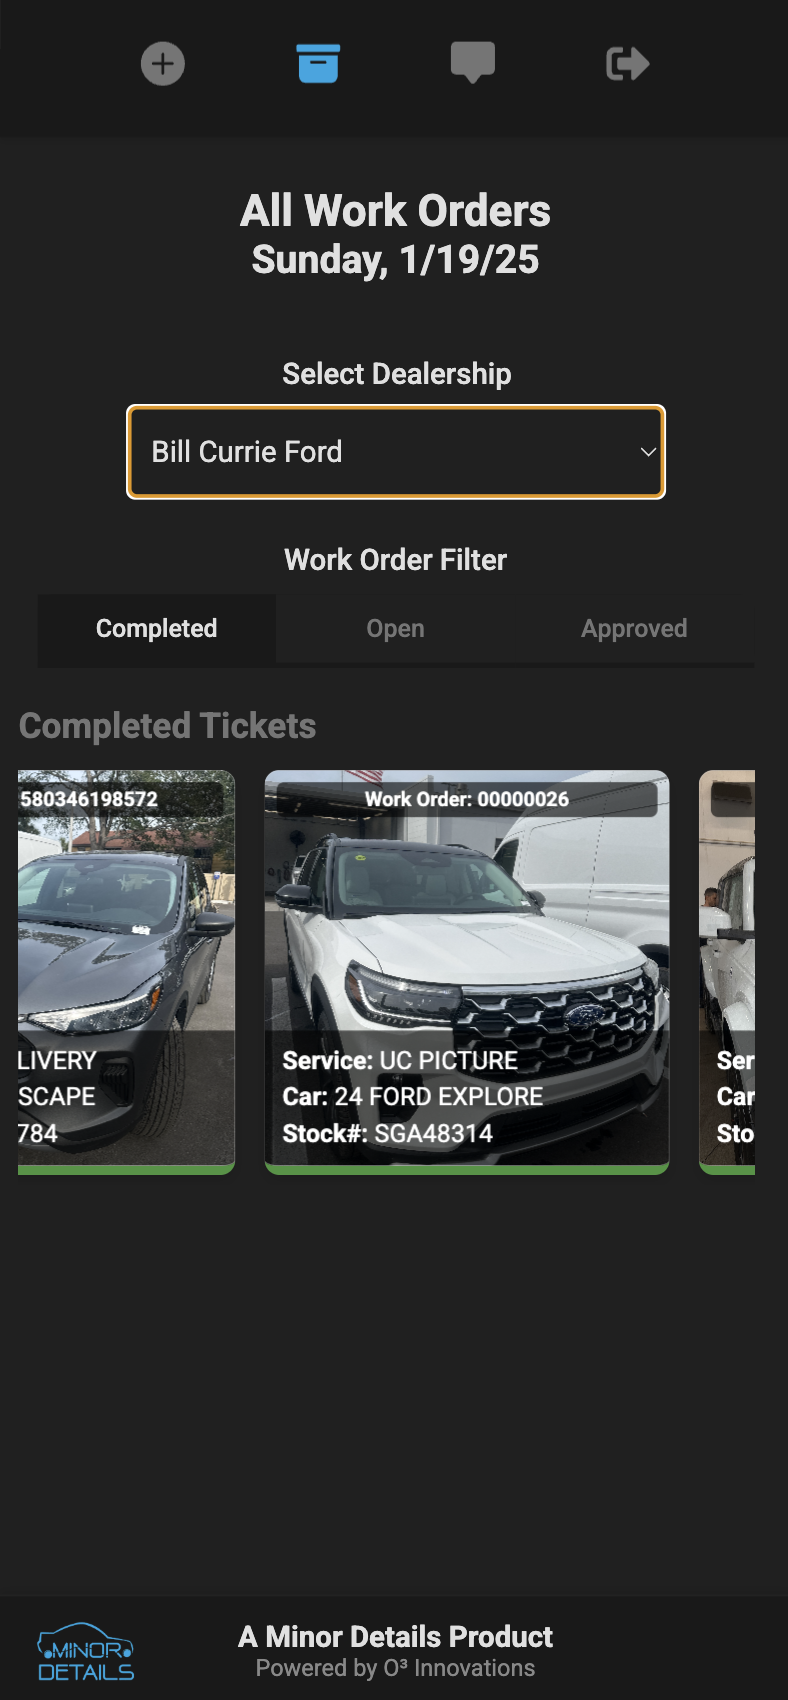 All Work Orders
Sunday, 1/19/25
Select Dealership
Bill Currie Ford
Work Order Filter
Completed
Open
Approved
Completed Tickets
580346198572
LIVERY
SCAPE
784
Work Order: 00000026
Service: UC PICTURE
Car: 24 FORD EXPLORE
Stock#: SGA48314
Ser
Car
Sto
MINOR
DETAILS
A Minor Details Product
Powered by O³ Innovations